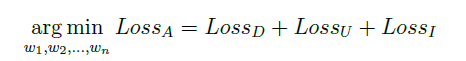 arg min Loss_A = Loss_D + Loss_U + Loss_I
w_1,w_2,...,w_n